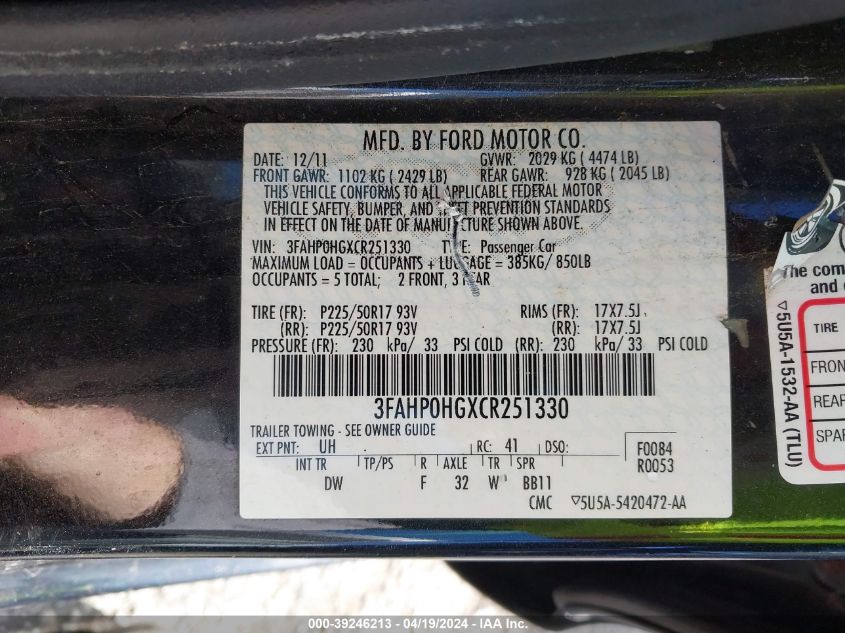 MFD. BY FORD MOTOR CO.
DATE: 12/11 GVWR: 2029 KG ( 4474 LB)
FRONT GAWR: 1102 KG ( 2429 LB) REAR GAWR: 928 KG ( 2045 LB)
THIS VEHICLE CONFORMS TO ALL APPLICABLE FEDERAL MOTOR
VEHICLE SAFETY, BUMPER, AND THEFT PREVENTION STANDARDS
IN EFFECT ON THE DATE OF MANUFACTURE SHOWN ABOVE.
VIN: 3FAHP0HGXCR251330 TYPE: Passenger Car
MAXIMUM LOAD = OCCUPANTS + LUGGAGE = 385KG/ 850LB
OCCUPANTS = 5 TOTAL; 2 FRONT, 3 REAR
TIRE (FR): P225/50R17 93V RIMS (FR): 17X7.5J
(RR): P225/50R17 93V (RR): 17X7.5J
PRESSURE (FR): 230 kPa/ 33 PSI COLD (RR): 230 kPa/ 33 PSI COLD
3FAHP0HGXCR251330
TRAILER TOWING - SEE OWNER GUIDE
EXT PNT: UH RC: 41 DSO: F0084
INT TR TP/PS R AXLE TR SPR R0053
DW F 32 W BB11
CMC ▽5U5A-5420472-AA
The com
and
▽5U5A-1532-AA (TLU)
TIRE
FRON
REAR
SPAR
000-39246213 - 04/19/2024 - IAA Inc.